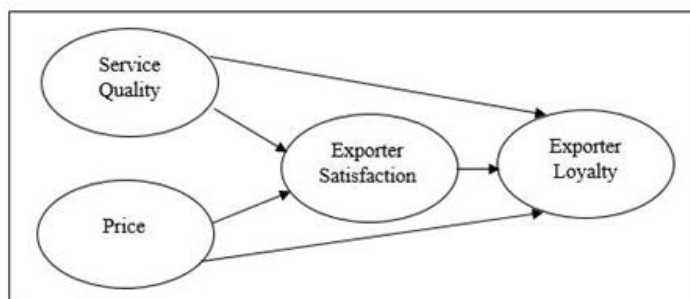 Service
Quality
Exporter
Satisfaction
Exporter
Loyalty
Price